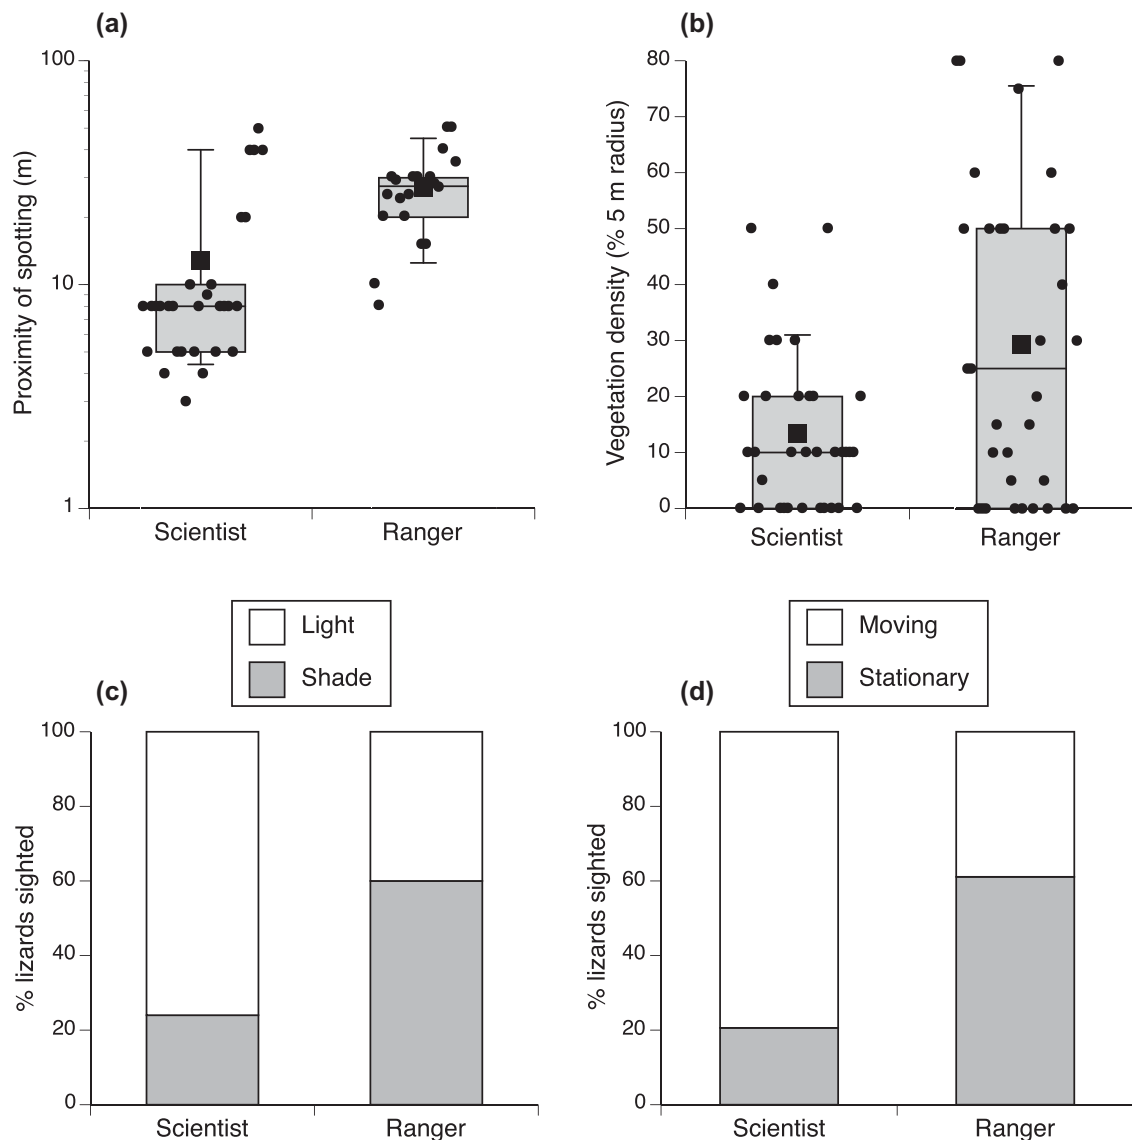 (a)
100
10
1
Proximity of spotting (m)
Scientist
Ranger
(b)
80
70
60
50
40
30
20
10
0
Vegetation density (% 5 m radius)
Scientist
Ranger
(c)
Light
Shade
100
80
60
40
20
0
% lizards sighted
Scientist
Ranger
(d)
Moving
Stationary
100
80
60
40
20
0
% lizards sighted
Scientist
Ranger